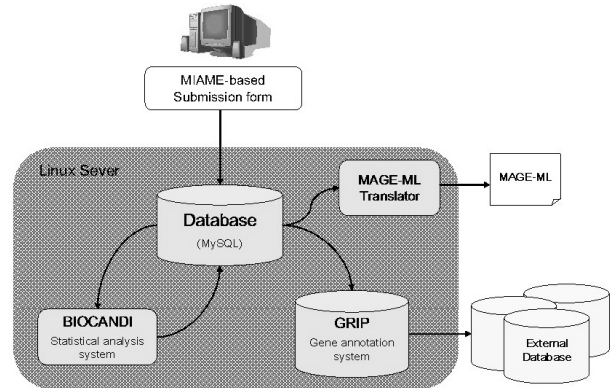 MIAME-based
Submission form
Linux Sever
MAGE-ML
Translator
MAGE-ML
Database
(MySQL)
BIOCANDI
Statistical analysis
system
GRIP
Gene annotation
system
External
Database